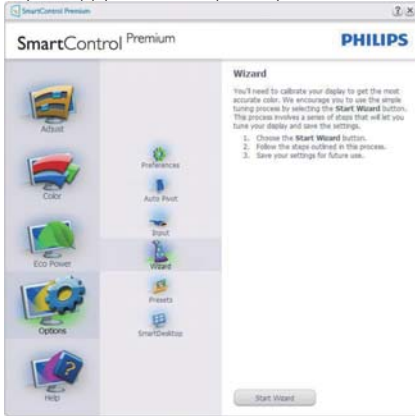 SmartControl Premium
SmartControl Premium
PHILIPS
Adjust
Color
Eco Power
Options
Help
Preferences
Auto Pivot
Input
Wizard
Presets
SmartDesktop
Wizard
You'll need to calibrate your display to get the most
accurate color. We encourage you to use the simple
tuning process by selecting the Start Wizard button.
This process involves a series of steps that will let you
tune your display and save the settings.
1. Choose the Start Wizard button.
2. Follow the steps outlined in this process.
3. Save your settings for future use.
Start Wizard